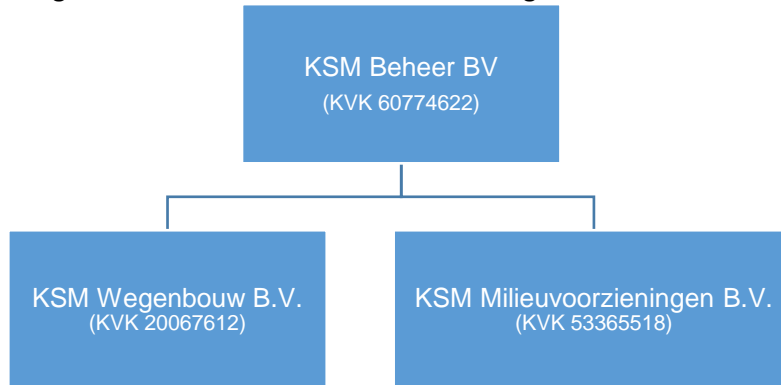 KSM Beheer BV
(KVK 60774622)
KSM Wegenbouw B.V.
(KVK 20067612)
KSM Milieuvoorzieningen B.V.
(KVK 53365518)